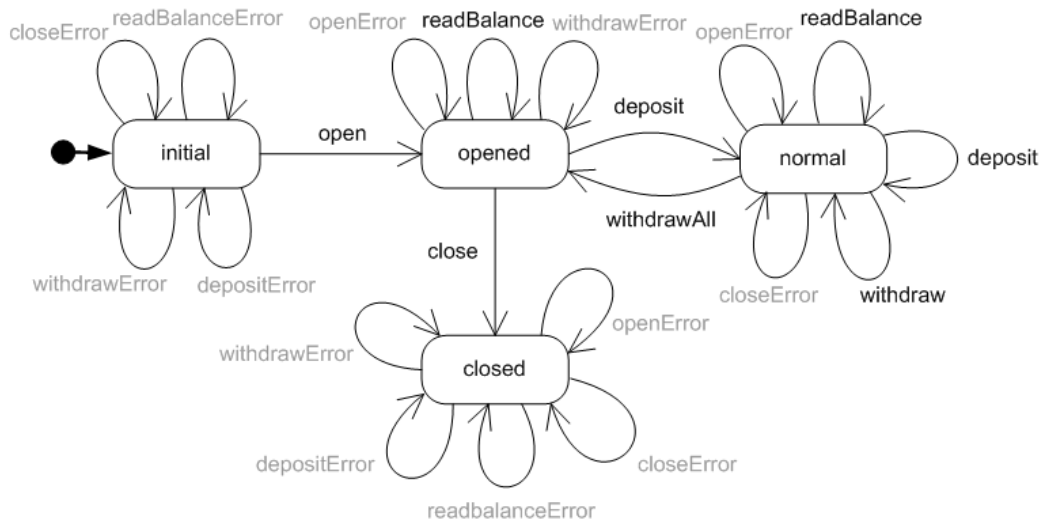 closeError
readBalanceError
openError
readBalance
withdrawError
openError
readBalance
initial
open
opened
deposit
normal
deposit
withdrawAll
withdrawError
depositError
close
closeError
withdraw
withdrawError
closed
openError
depositError
readbalanceError
closeError